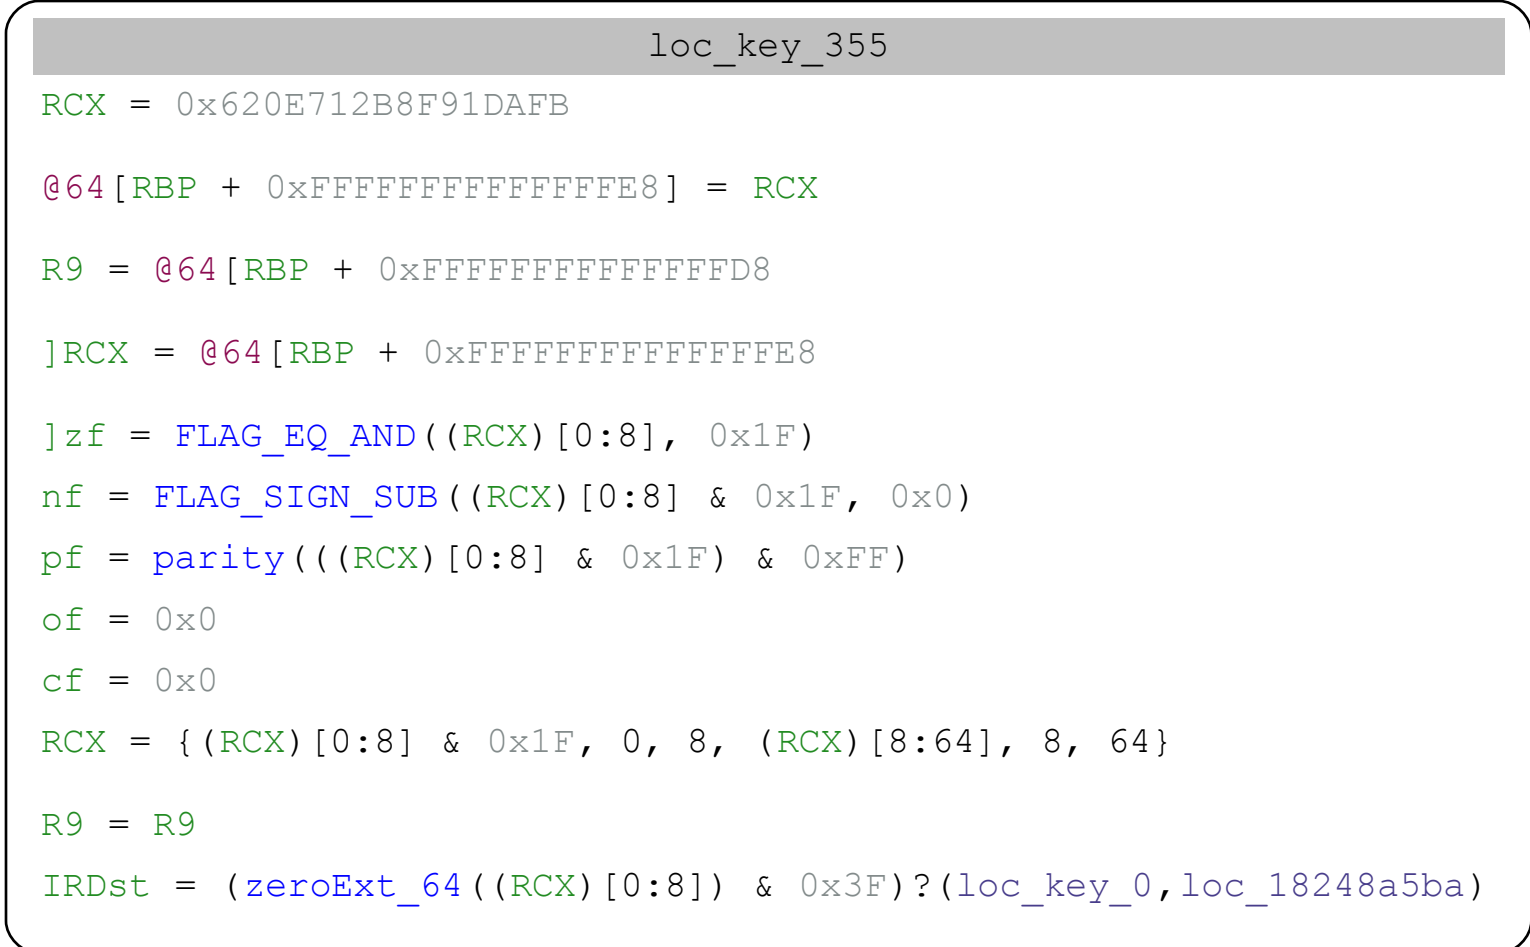 loc_key_355
RCX = 0x620E712B8F91DAFB
@64[RBP + 0xFFFFFFFFFFFFFFE8] = RCX
R9 = @64[RBP + 0xFFFFFFFFFFFFFFD8
]RCX = @64[RBP + 0xFFFFFFFFFFFFFFE8
]zf = FLAG_EQ_AND((RCX)[0:8], 0x1F)
nf = FLAG_SIGN_SUB((RCX)[0:8] & 0x1F, 0x0)
pf = parity(((RCX)[0:8] & 0x1F) & 0xFF)
of = 0x0
cf = 0x0
RCX = {(RCX)[0:8] & 0x1F, 0, 8, (RCX)[8:64], 8, 64}
R9 = R9
IRDst = (zeroExt_64((RCX)[0:8]) & 0x3F)?(loc_key_0,loc_18248a5ba)